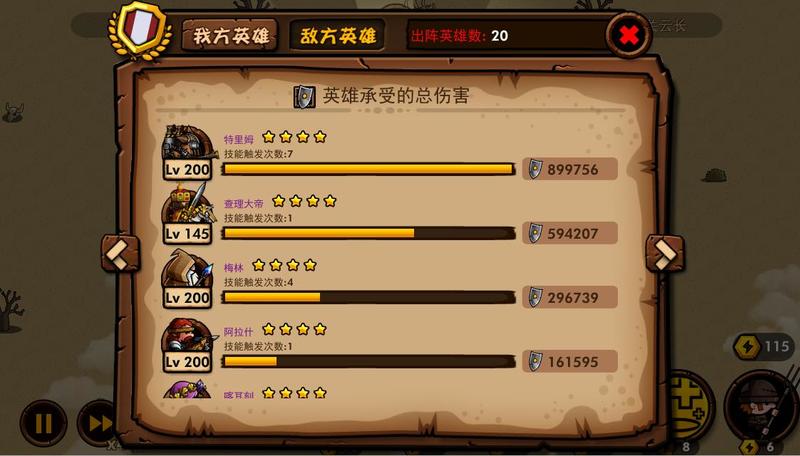 我方英雄
敌方英雄
出阵英雄数: 20
云长
英雄承受的总伤害
特里姆
技能触发次数:7
Lv 200
899756
查理大帝
技能触发次数:1
Lv 145
594207
梅林
技能触发次数:4
Lv 200
296739
阿拉什
技能触发次数:1
Lv 200
161595
115
8
6